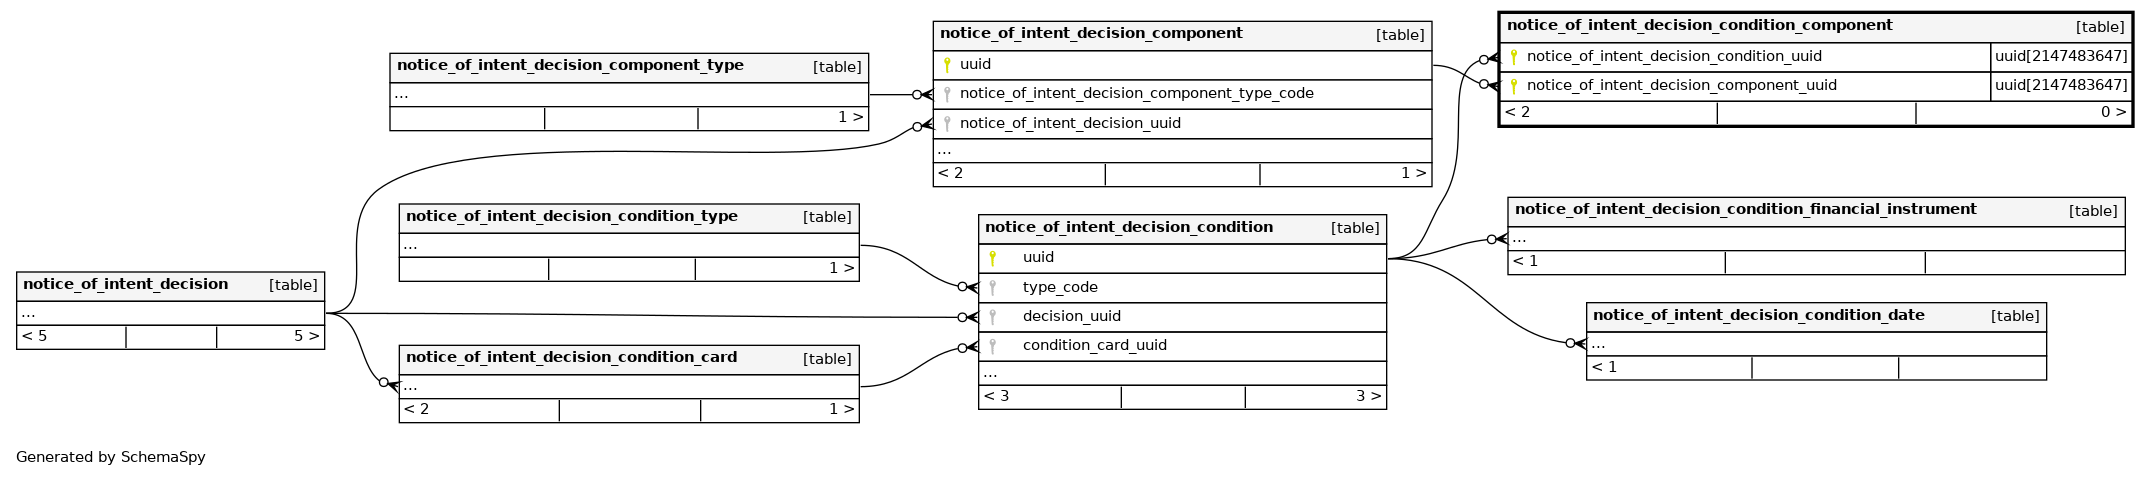 notice_of_intent_decision_component_type [table]
...
1 >
notice_of_intent_decision_component [table]
uuid
notice_of_intent_decision_component_type_code
notice_of_intent_decision_uuid
...
< 2 1 >
notice_of_intent_decision_condition_component [table]
notice_of_intent_decision_condition_uuid uuid[2147483647]
notice_of_intent_decision_component_uuid uuid[2147483647]
< 2 0 >
notice_of_intent_decision_condition_type [table]
...
1 >
notice_of_intent_decision [table]
...
< 5 5 >
notice_of_intent_decision_condition_card [table]
...
< 2 1 >
notice_of_intent_decision_condition [table]
uuid
type_code
decision_uuid
condition_card_uuid
...
< 3 3 >
notice_of_intent_decision_condition_financial_instrument [table]
...
< 1
notice_of_intent_decision_condition_date [table]
...
< 1
Generated by SchemaSpy